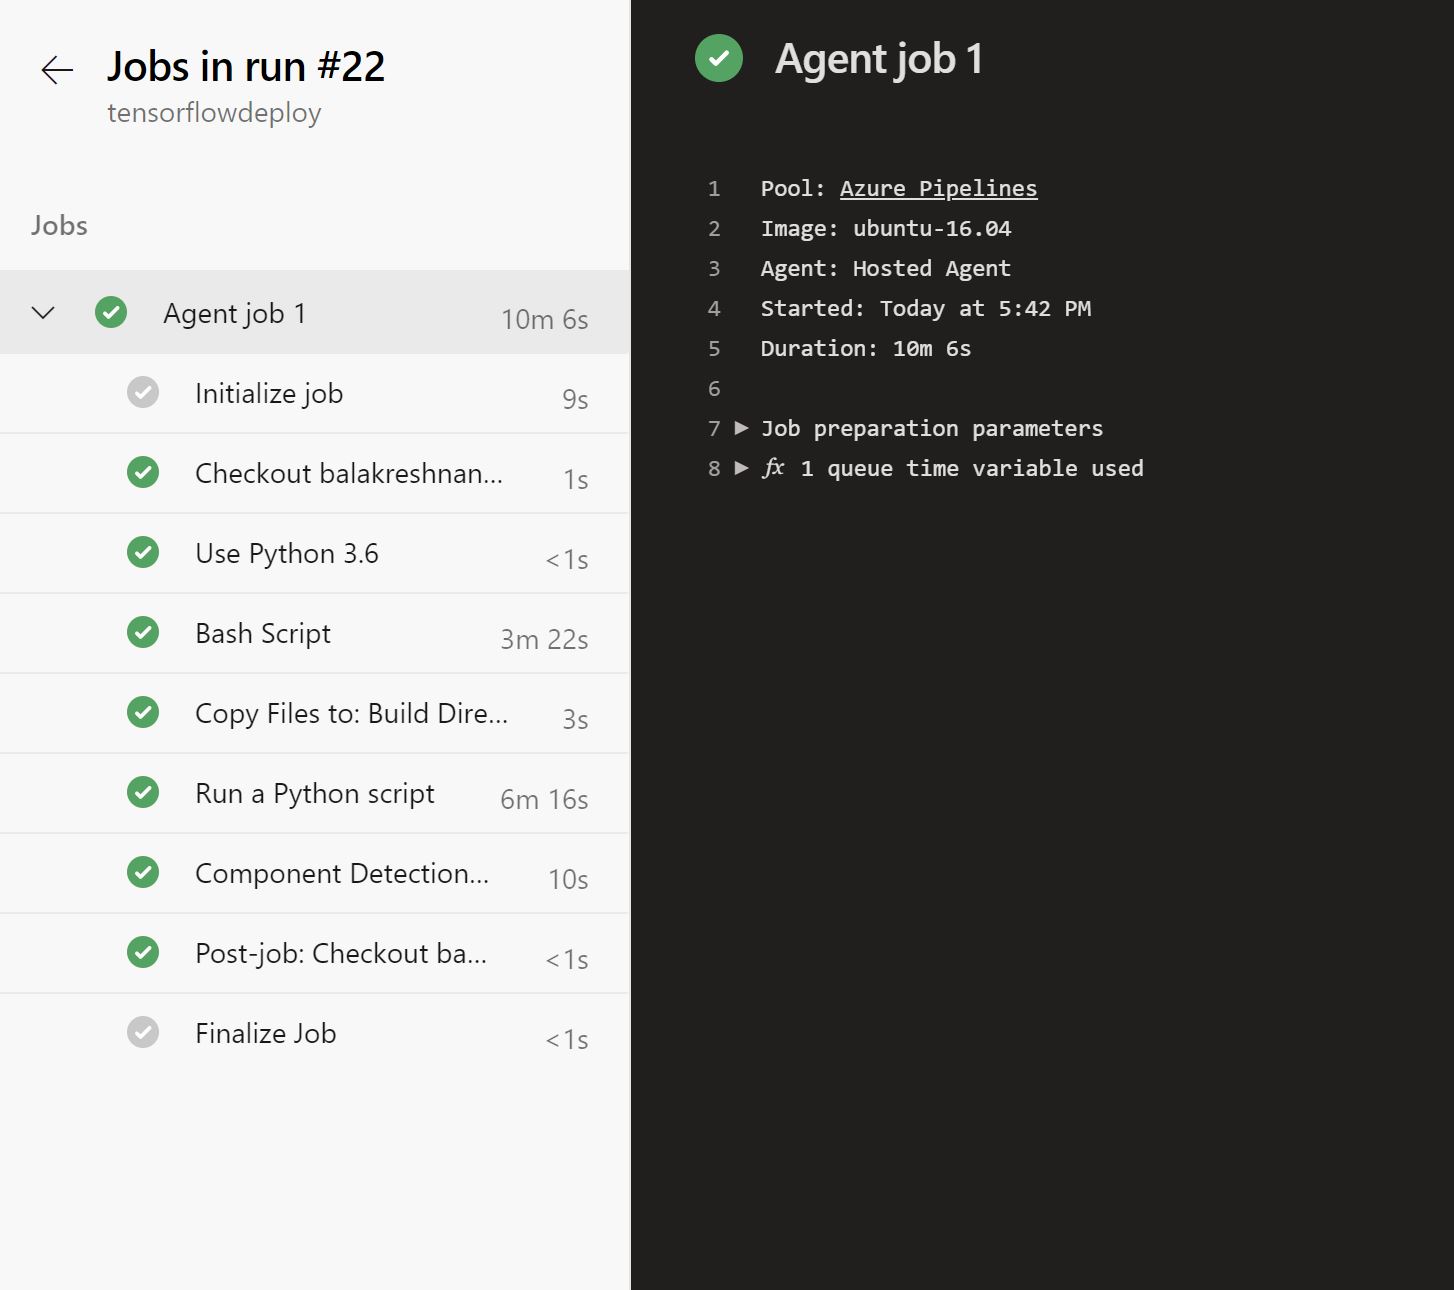 Jobs in run #22
tensorflowdeploy
Jobs
Agent job 1 10m 6s
Initialize job 9s
Checkout balakreshnan... 1s
Use Python 3.6 <1s
Bash Script 3m 22s
Copy Files to: Build Dire... 3s
Run a Python script 6m 16s
Component Detection... 10s
Post-job: Checkout ba... <1s
Finalize Job <1s
Agent job 1
1 Pool: Azure Pipelines
2 Image: ubuntu-16.04
3 Agent: Hosted Agent
4 Started: Today at 5:42 PM
5 Duration: 10m 6s
6
7 Job preparation parameters
8 fx 1 queue time variable used